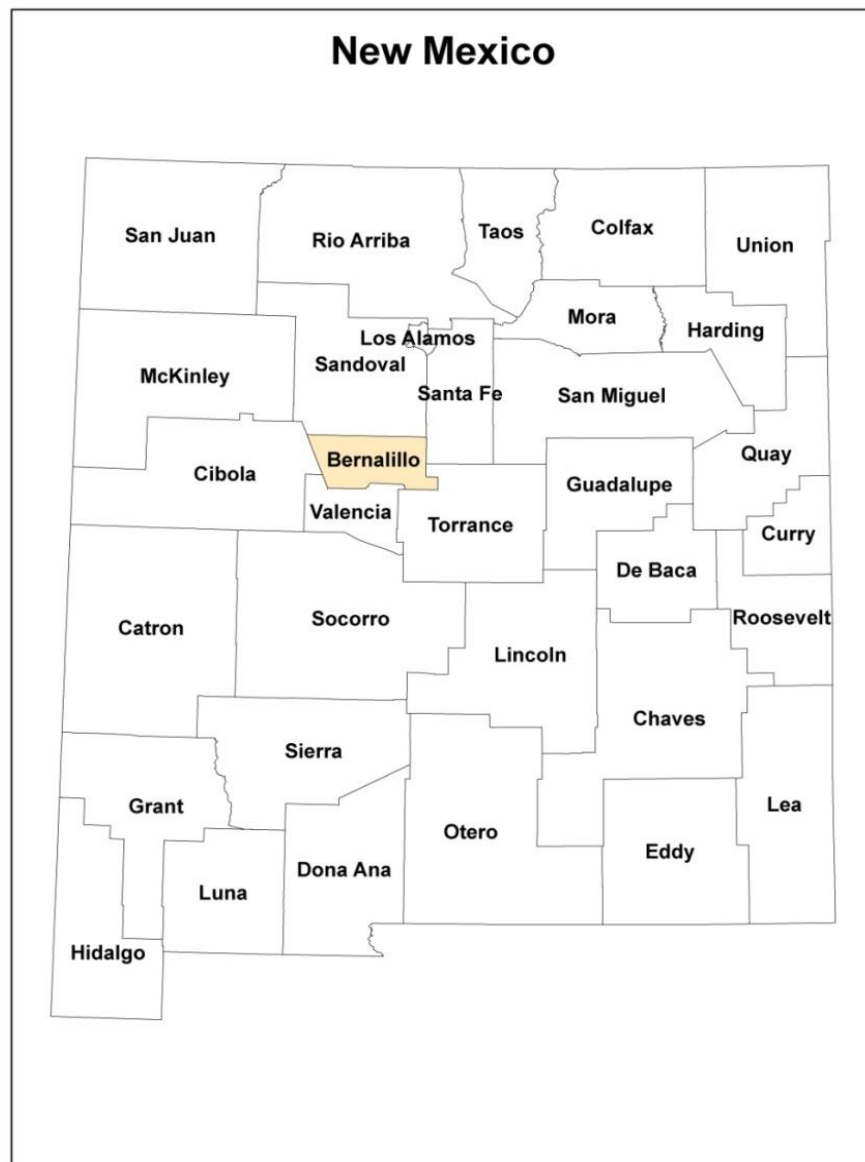 New Mexico
San Juan
Rio Arriba
Taos
Colfax
Union
Mora
Harding
Los Alamos
Sandoval
McKinley
Santa Fe
San Miguel
Bernalillo
Cibola
Quay
Guadalupe
Valencia
Torrance
Curry
De Baca
Roosevelt
Catron
Socorro
Lincoln
Chaves
Sierra
Grant
Lea
Otero
Eddy
Dona Ana
Luna
Hidalgo